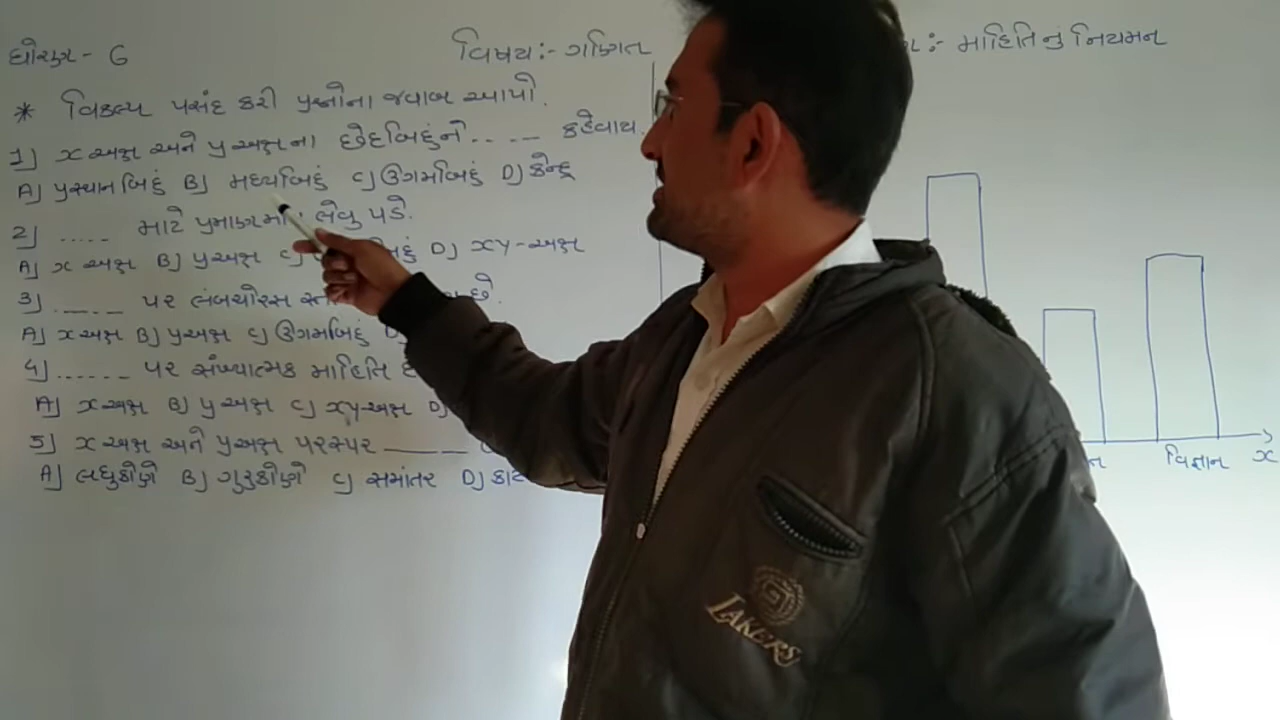 ધોરણ - 6
વિષય :- ગણિત
:- માહિતિનું નિયમન
* વિકલ્પ પસંદ કરી પ્રશ્નોના જવાબ આપો.
1] x અક્ષ અને y અક્ષના છેદબિંદુને .. -- કહેવાય.
A] પ્રસ્થાનબિંદુ B] મધ્યબિંદુ C] ઉગમબિંદુ D] કેન્દ્ર
2] ..... માટે પ્રમાણમાપ લેવુ પડે.
A] x અક્ષ B] y અક્ષ C] D] xy-અક્ષ
3] .-.-- પર લંબચોરસ છે.
A] x અક્ષ B] y અક્ષ C] ઉગમબિંદુ
4] ...... પર સંખ્યાત્મક માહિતિ
A] x અક્ષ B] y અક્ષ C] xy-અક્ષ D]
5] x અક્ષ અને y અક્ષ પરસ્પર ______
A] લઘુકોણે B] ગુરુકોણે C] સમાંતર D]
વિજ્ઞાન
x
LAKERS